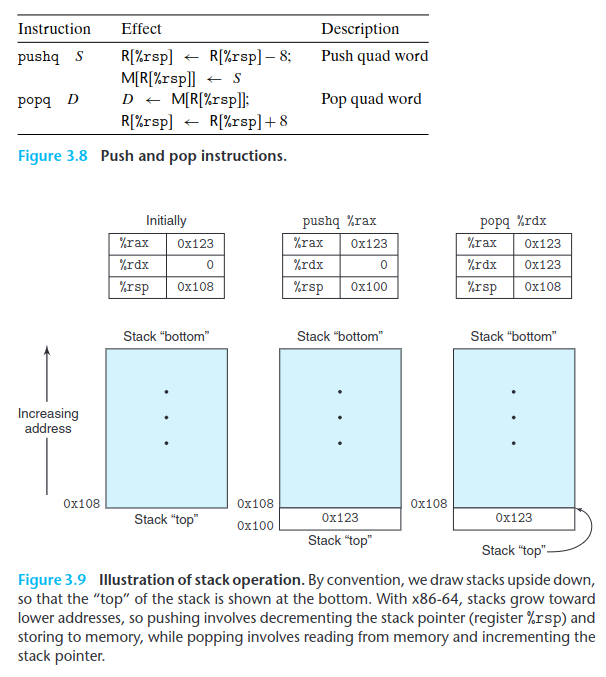 Instruction Effect Description
pushq S R[%rsp] ← R[%rsp] – 8; Push quad word
M[R[%rsp]] ← S
popq D D ← M[R[%rsp]]; Pop quad word
R[%rsp] ← R[%rsp] + 8
Figure 3.8 Push and pop instructions.
Initially pushq %rax popq %rdx
%rax 0x123 %rax 0x123 %rax 0x123
%rdx 0 %rdx 0 %rdx 0x123
%rsp 0x108 %rsp 0x100 %rsp 0x108
Stack “bottom” Stack “bottom” Stack “bottom”
Increasing
address
0x108 0x108 0x108
Stack “top” 0x100 0x123 0x123
Stack “top” Stack “top”
Figure 3.9 Illustration of stack operation. By convention, we draw stacks upside down,
so that the “top” of the stack is shown at the bottom. With x86-64, stacks grow toward
lower addresses, so pushing involves decrementing the stack pointer (register %rsp) and
storing to memory, while popping involves reading from memory and incrementing the
stack pointer.